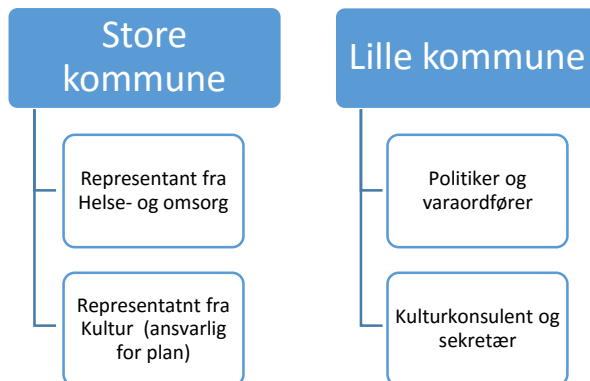 Store
kommune
Representant fra
Helse- og omsorg
Representatnt fra
Kultur (ansvarlig
for plan)
Lille kommune
Politiker og
varaordfører
Kulturkonsulent og
sekretær